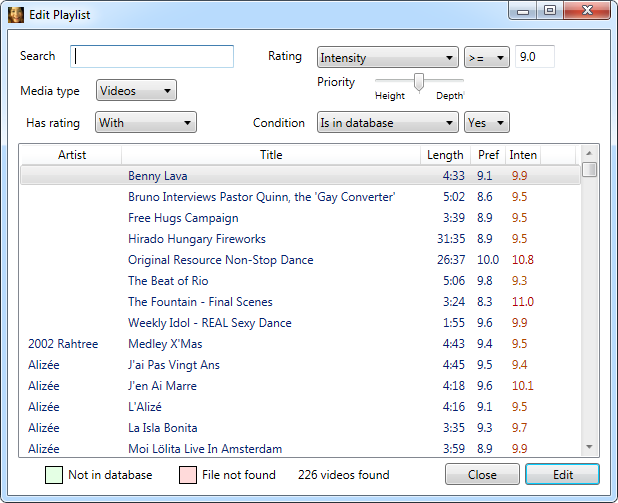 Edit Playlist
Search Rating Intensity >= 9.0
Priority
Height Depth
Media type Videos
Has rating With Condition Is in database Yes
Artist Title Length Pref Inten
Benny Lava 4:33 9.1 9.9
Bruno Interviews Pastor Quinn, the 'Gay Converter' 5:02 8.6 9.5
Free Hugs Campaign 3:39 8.9 9.5
Hirado Hungary Fireworks 31:35 8.9 9.5
Original Resource Non-Stop Dance 26:37 10.0 10.8
The Beat of Rio 5:06 9.8 9.3
The Fountain - Final Scenes 3:24 8.3 11.0
Weekly Idol - REAL Sexy Dance 1:55 9.6 9.9
2002 Rahtree Medley X'Mas 4:43 9.4 9.5
Alizée J'ai Pas Vingt Ans 4:45 9.5 9.4
Alizée J'en Ai Marre 4:18 9.6 10.1
Alizée L'Alizé 4:16 9.1 9.5
Alizée La Isla Bonita 3:35 9.3 9.7
Alizée Moi Lölita Live In Amsterdam 3:59 8.9 9.9
Not in database File not found 226 videos found Close Edit